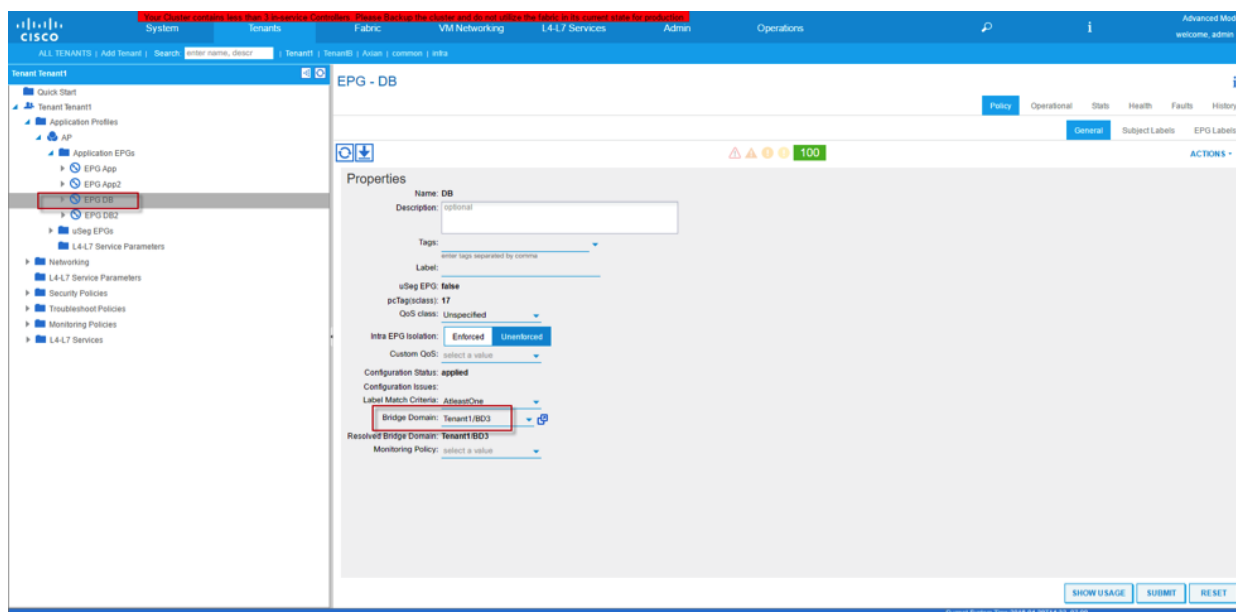 Your Cluster contains less than 3 in-service Controllers. Please Backup the cluster and do not utilize the fabric in its current state for production.
CISCO
System Tenants Fabric VM Networking L4-L7 Services Admin Operations i
Advanced Mod
welcome, admin
ALL TENANTS | Add Tenant | Search: enter name, descr | Tenant1 | TenantB | Asian | common | infra
Tenant Tenant1
Quick Start
Tenant Tenant1
Application Profiles
AP
Application EPGs
EPG App
EPG App2
EPG DB
EPG DB2
uSeg EPGs
L4-L7 Service Parameters
Networking
L4-L7 Service Parameters
Security Policies
Troubleshoot Policies
Monitoring Policies
L4-L7 Services
EPG - DB
i
Policy Operational Stats Health Faults History
General Subject Labels EPG Labels
100
ACTIONS
Properties
Name: DB
Description: optional
Tags:
enter tags separated by comma
Label:
uSeg EPG: false
pcTag(sclass): 17
QoS class: Unspecified
Intra EPG Isolation: Enforced Unenforced
Custom QoS: select a value
Configuration Status: applied
Configuration Issues:
Label Match Criteria: AtleastOne
Bridge Domain: Tenant1/BD3
Resolved Bridge Domain: Tenant1/BD3
Monitoring Policy: select a value
SHOW USAGE SUBMIT RESET